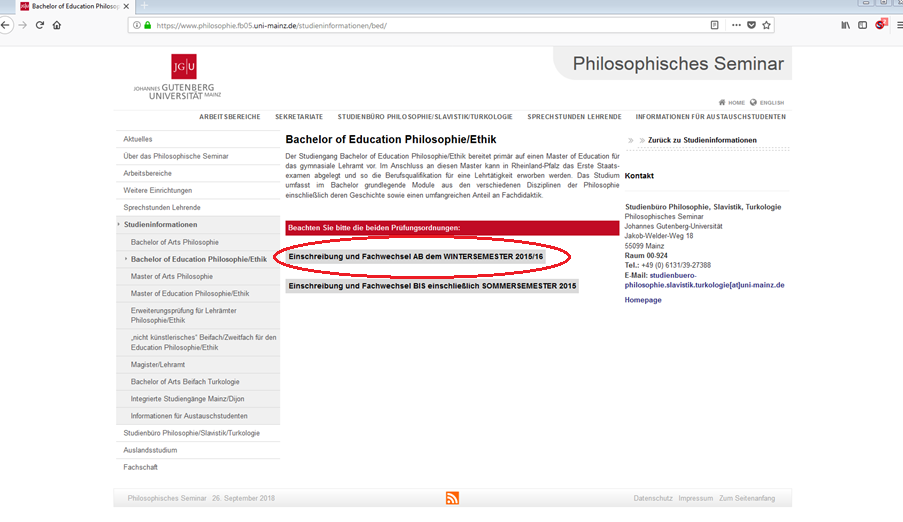 Bachelor of Education Philosop
https://www.philosophie.fb05.uni-mainz.de/studieninformationen/bed/
JG|U
JOHANNES GUTENBERG
UNIVERSITÄT MAINZ
Philosophisches Seminar
HOME ENGLISH
ARBEITSBEREICHE SEKRETARIATE STUDIENBÜRO PHILOSOPHIE/SLAVISTIK/TURKOLOGIE SPRECHSTUNDEN LEHRENDE INFORMATIONEN FÜR AUSTAUSCHSTUDENTEN
Aktuelles
Über das Philosophische Seminar
Arbeitsbereiche
Weitere Einrichtungen
Sprechstunden Lehrende
Studieninformationen
Bachelor of Arts Philosophie
Bachelor of Education Philosophie/Ethik
Master of Arts Philosophie
Master of Education Philosophie/Ethik
Erweiterungsprüfung für Lehrämter
Philosophie/Ethik
„nicht künstlerisches" Beifach/Zweitfach für den
Education Philosophie/Ethik
Magister/Lehramt
Bachelor of Arts Beifach Turkologie
Integrierte Studiengänge Mainz/Dijon
Informationen für Austauschstudenten
Studienbüro Philosophie/Slavistik/Turkologie
Auslandsstudium
Fachschaft
Bachelor of Education Philosophie/Ethik
Der Studiengang Bachelor of Education Philosophie/Ethik bereitet primär auf einen Master of Education für
das gymnasiale Lehramt vor. Im Anschluss an diesen Master kann in Rheinland-Pfalz das Erste Staats-
examen abgelegt und so die Berufsqualifikation für eine Lehrtätigkeit erworben werden. Das Studium
umfasst im Bachelor grundlegende Module aus den verschiedenen Disziplinen der Philosophie
einschließlich deren Geschichte sowie einen umfangreichen Anteil an Fachdidaktik.
Beachten Sie bitte die beiden Prüfungsordnungen:
Einschreibung und Fachwechsel AB dem WINTERSEMESTER 2015/16
Einschreibung und Fachwechsel BIS einschließlich SOMMERSEMESTER 2015
» » Zurück zu Studieninformationen
Kontakt
Studienbüro Philosophie, Slavistik, Turkologie
Philosophisches Seminar
Johannes Gutenberg-Universität
Jakob-Welder-Weg 18
55099 Mainz
Raum 00-924
Tel.: +49 (0) 6131/39-27388
E-Mail: studienbuero-
philosophie.slavistik.turkologie[at]uni-mainz.de
Homepage
Philosophisches Seminar 26. September 2018
Datenschutz Impressum Zum Seitenanfang